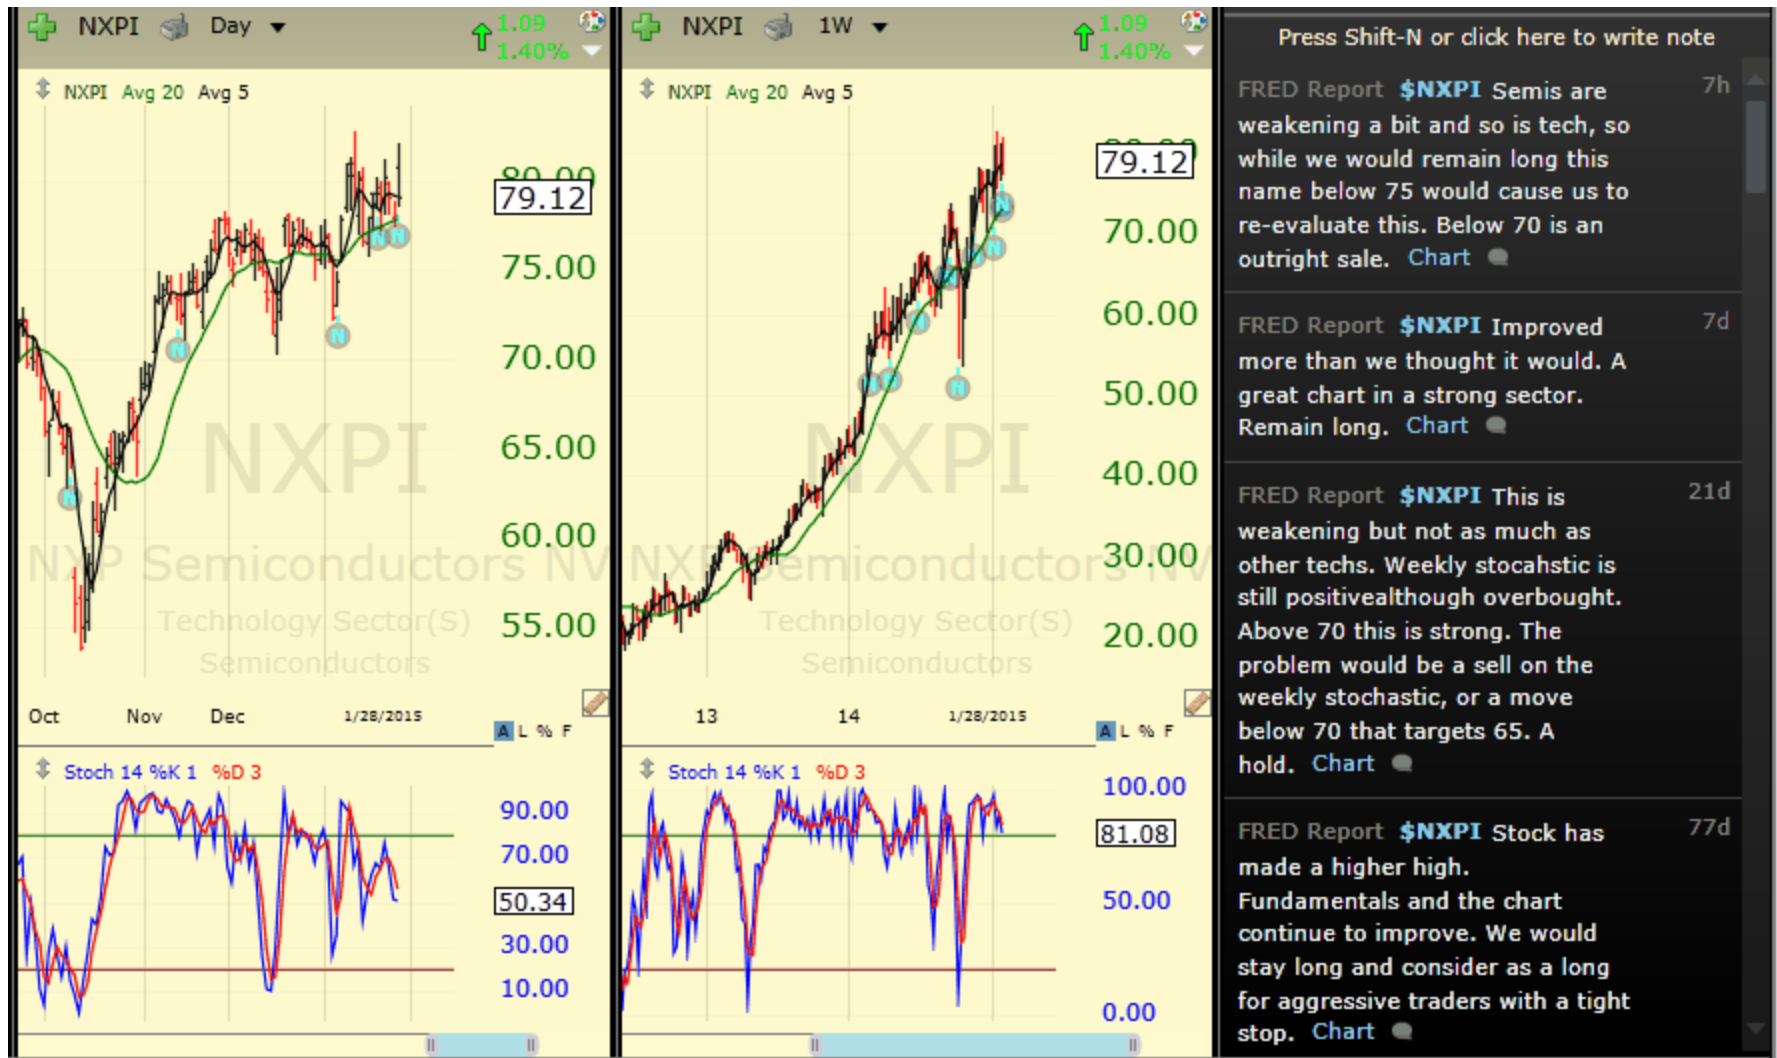 NXPI Day 1.09
1.40%
NXPI Avg 20 Avg 5
80.00
79.12
75.00
70.00
65.00
60.00
55.00
N
N
N
N
N
NXPI
NXP Semiconductors NV
Technology Sector(S)
Semiconductors
Oct Nov Dec 1/28/2015
A L % F
Stoch 14 %K 1 %D 3
90.00
70.00
50.34
30.00
10.00
NXPI 1W 1.09
1.40%
NXPI Avg 20 Avg 5
79.12
70.00
60.00
50.00
40.00
30.00
20.00
N
N
N
N
N
N
N
N
NXPI
NXP Semiconductors NV
Technology Sector(S)
Semiconductors
13 14 1/28/2015
A L % F
Stoch 14 %K 1 %D 3
100.00
81.08
50.00
0.00
Press Shift-N or click here to write note
FRED Report $NXPI Semis are 7h
weakening a bit and so is tech, so
while we would remain long this
name below 75 would cause us to
re-evaluate this. Below 70 is an
outright sale. Chart
FRED Report $NXPI Improved 7d
more than we thought it would. A
great chart in a strong sector.
Remain long. Chart
FRED Report $NXPI This is 21d
weakening but not as much as
other techs. Weekly stocahstic is
still positivealthough overbought.
Above 70 this is strong. The
problem would be a sell on the
weekly stochastic, or a move
below 70 that targets 65. A
hold. Chart
FRED Report $NXPI Stock has 77d
made a higher high.
Fundamentals and the chart
continue to improve. We would
stay long and consider as a long
for aggressive traders with a tight
stop. Chart